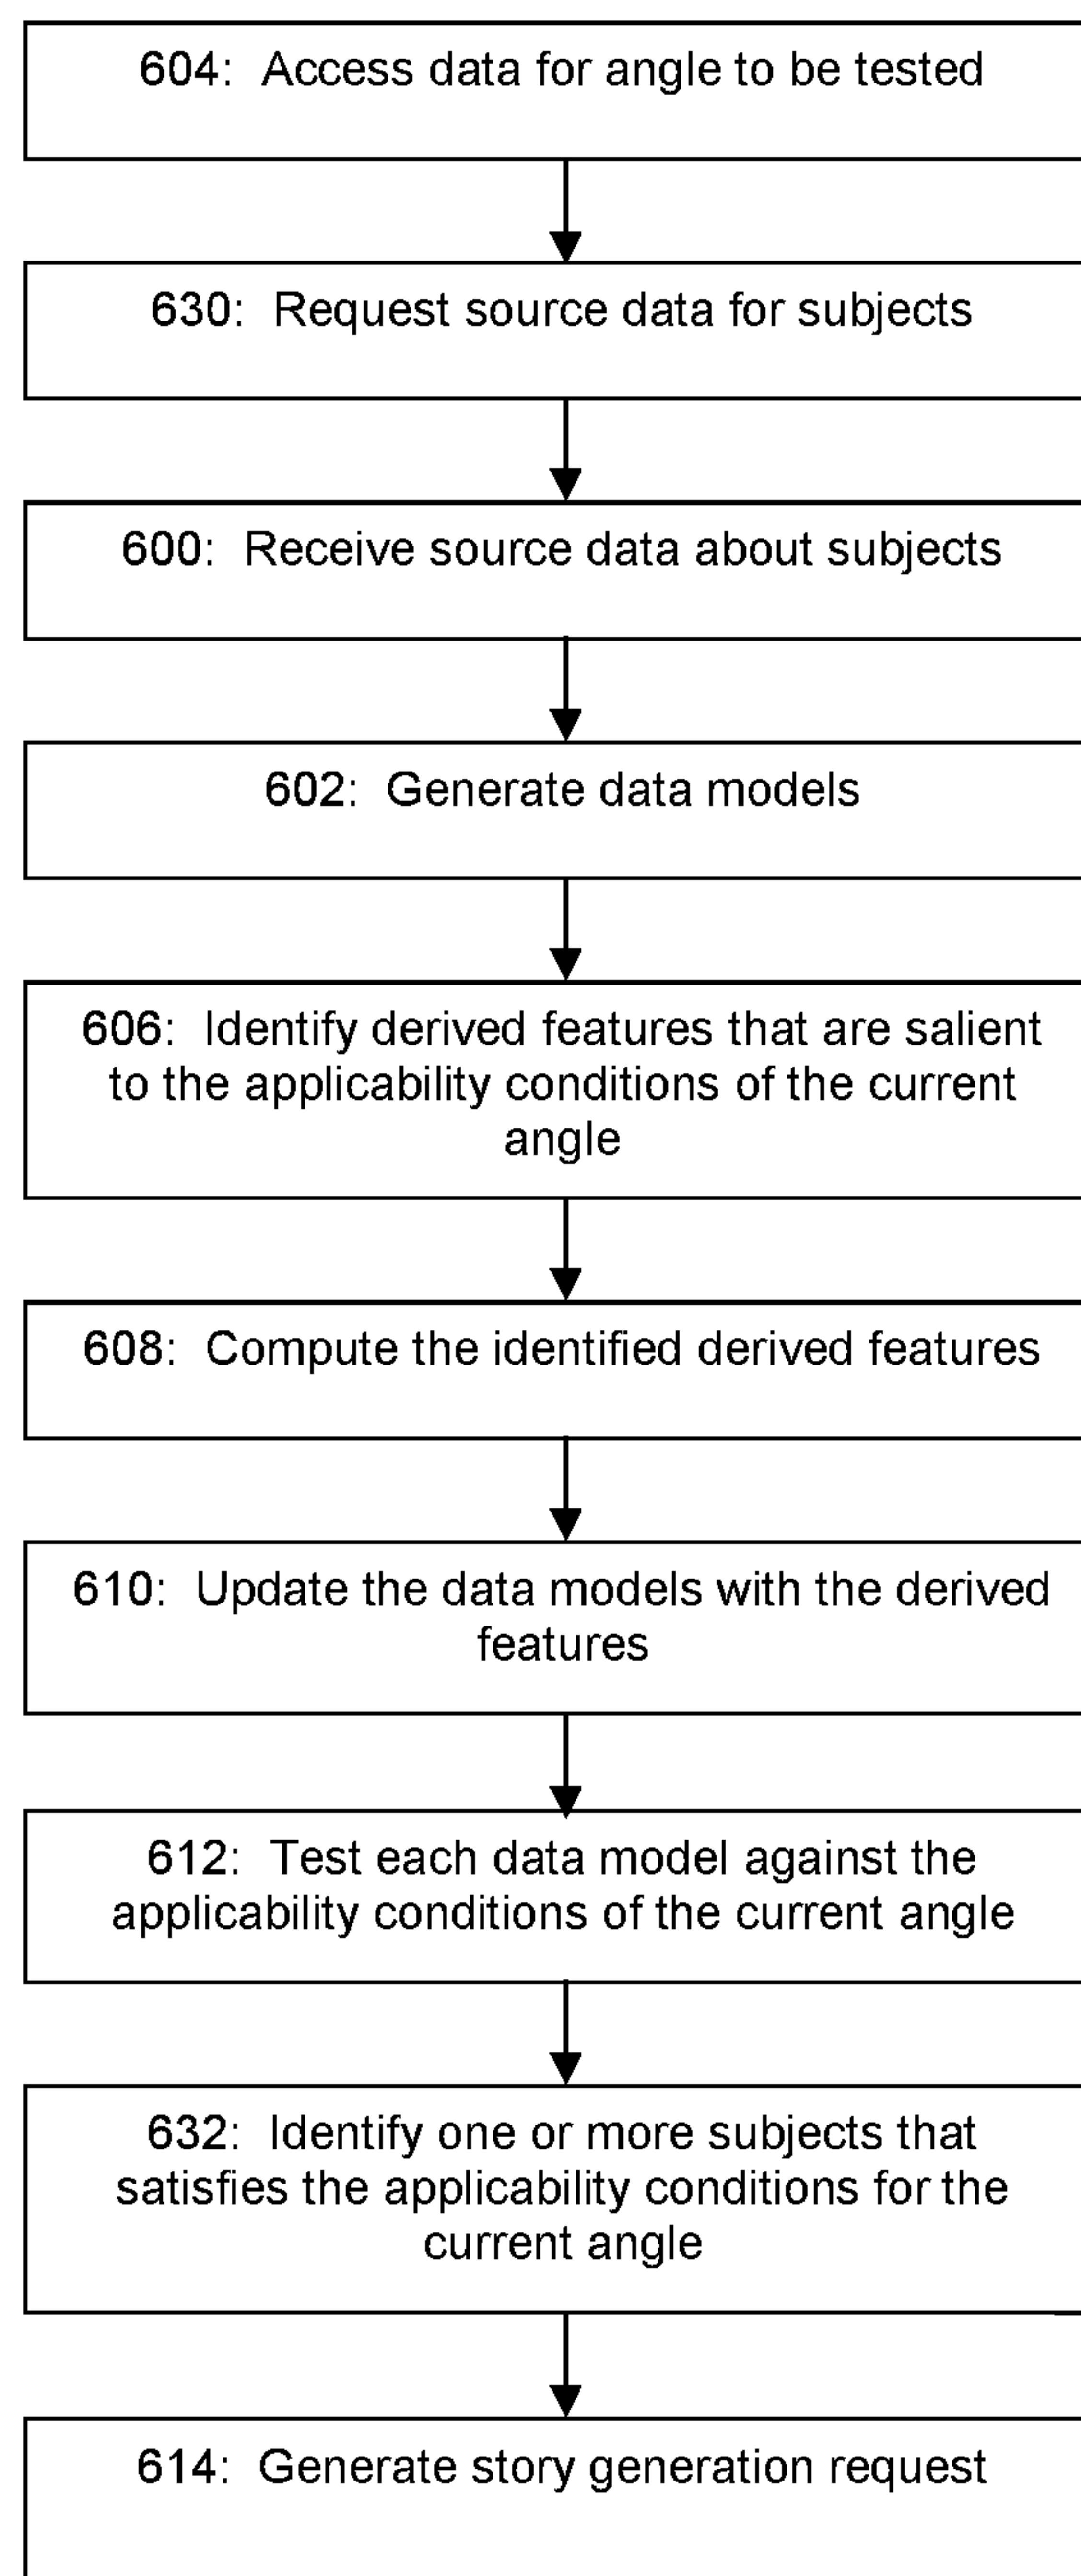 604: Access data for angle to be tested
630: Request source data for subjects
600: Receive source data about subjects
602: Generate data models
606: Identify derived features that are salient
to the applicability conditions of the current
angle
608: Compute the identified derived features
610: Update the data models with the derived
features
612: Test each data model against the
applicability conditions of the current angle
632: Identify one or more subjects that
satisfies the applicability conditions for the
current angle
614: Generate story generation request